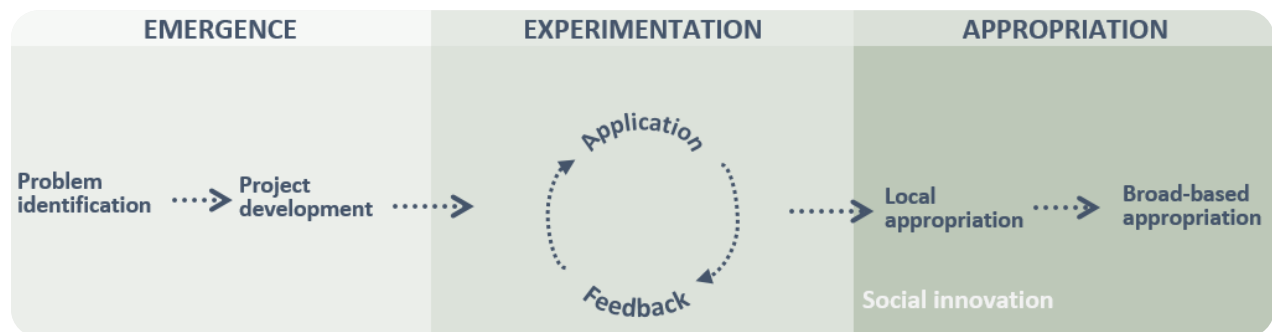 EMERGENCE
EXPERIMENTATION
APPROPRIATION
Problem
identification
Project
development
Application
Feedback
Local
appropriation
Broad-based
appropriation
Social innovation